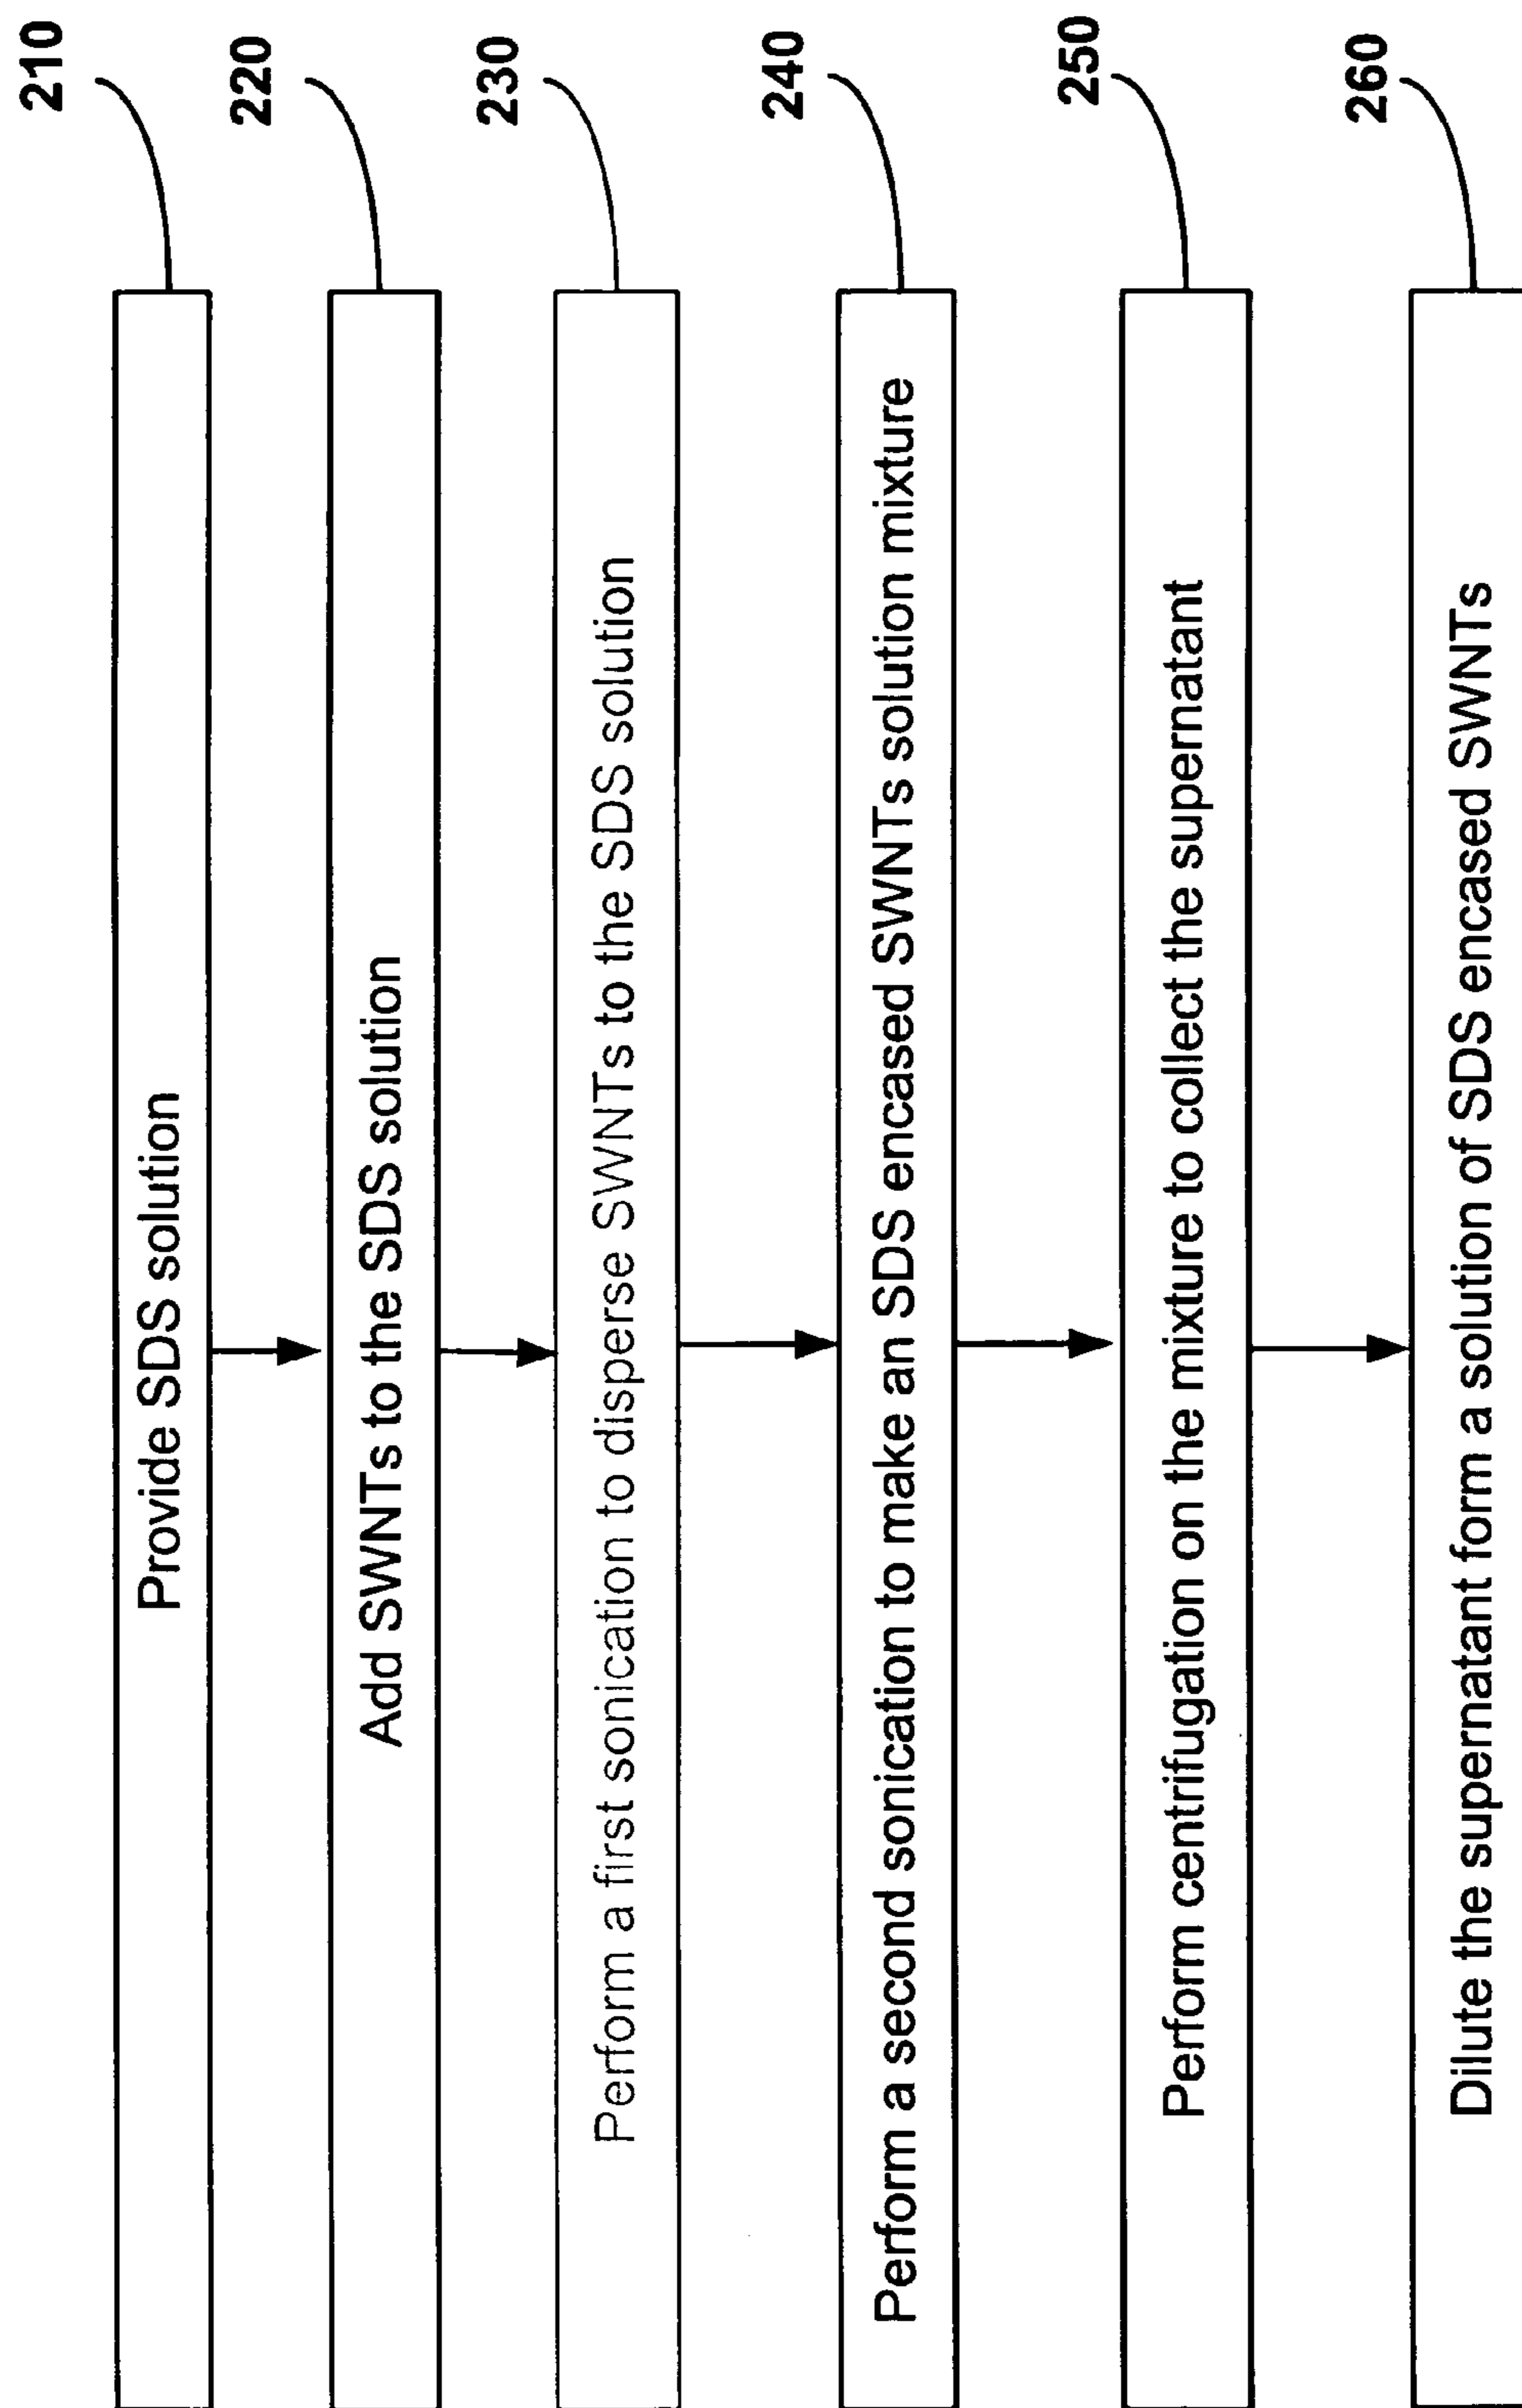 210
Provide SDS solution
220
Add SWNTs to the SDS solution
230
Perform a first sonication to disperse SWNTs to the SDS solution
240
Perform a second sonication to make an SDS encased SWNTs solution mixture
250
Perform centrifugation on the mixture to collect the supernatant
260
Dilute the supernatant form a solution of SDS encased SWNTs